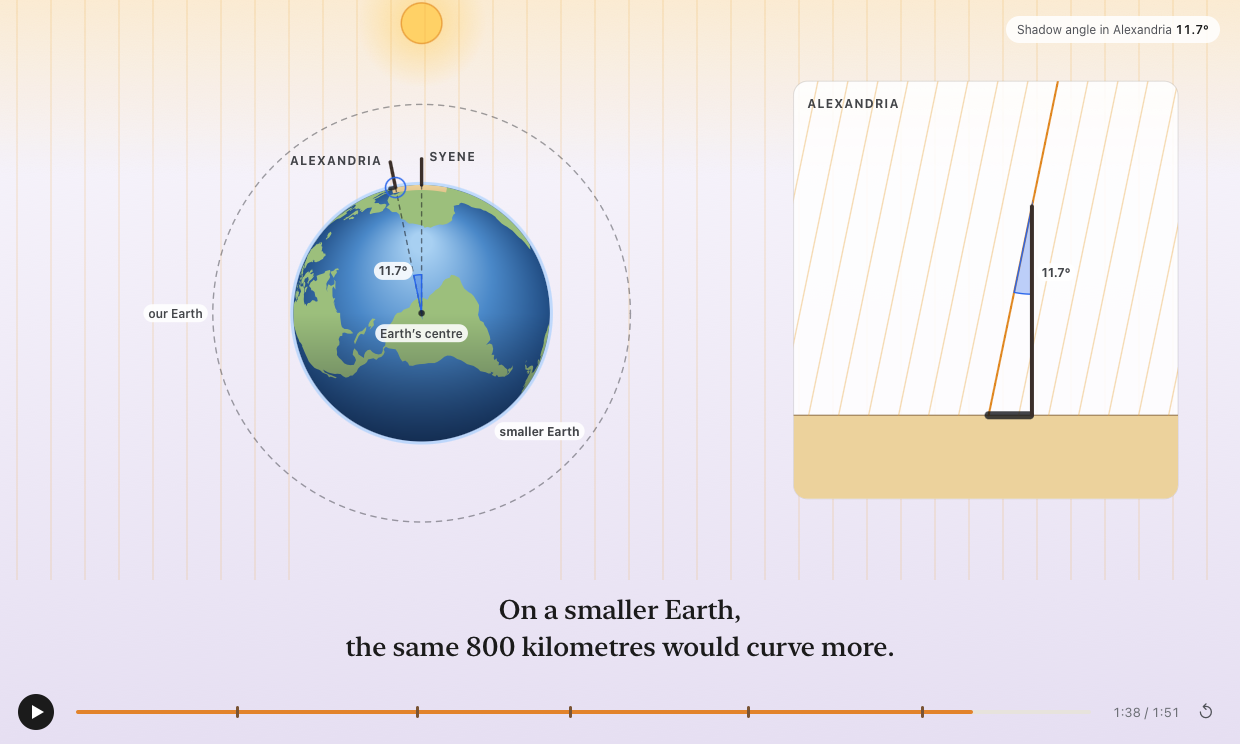 Shadow angle in Alexandria 11.7°
ALEXANDRIA
SYENE
11.7°
our Earth
Earth's centre
smaller Earth
ALEXANDRIA
11.7°
On a smaller Earth,
the same 800 kilometres would curve more.
1:38 / 1:51